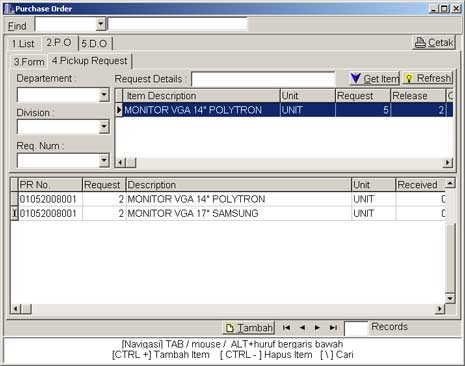 Purchase Order
Find
1.List 2.P.O 5.D.O Cetak
3.Form 4.Pickup Request
Departement : Request Details : Get Item Refresh
Item Description Unit Request Release C
MONITOR VGA 14" POLYTRON UNIT 5 2
Division :
Req. Num :
PR No. Request Description Unit Received
01052008001 2 MONITOR VGA 14" POLYTRON UNIT 0
01052008001 2 MONITOR VGA 17" SAMSUNG UNIT 0
Tambah Records
[Navigasi] TAB / mouse / ALT+huruf bergaris bawah
[CTRL +] Tambah Item [ CTRL - ] Hapus Item [ \ ] Cari